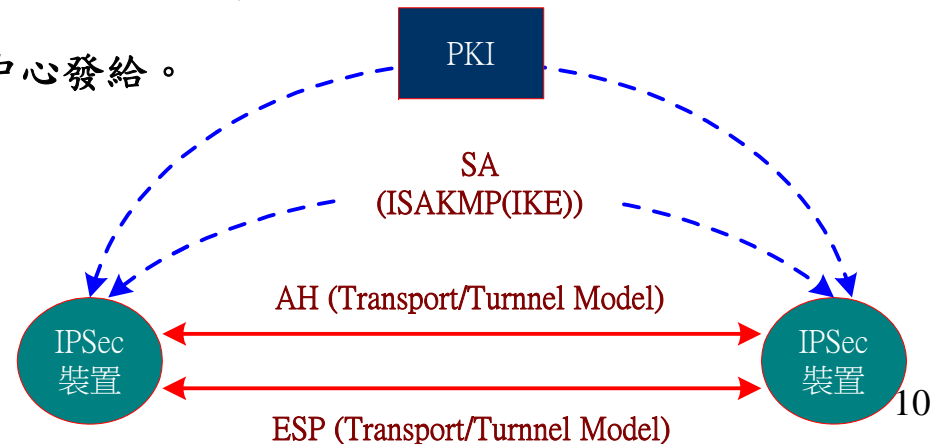 PKI
中心發給。
SA
(ISAKMP(IKE))
AH (Transport/Turnnel Model)
IPSec
裝置
IPSec
裝置
10
ESP (Transport/Turnnel Model)